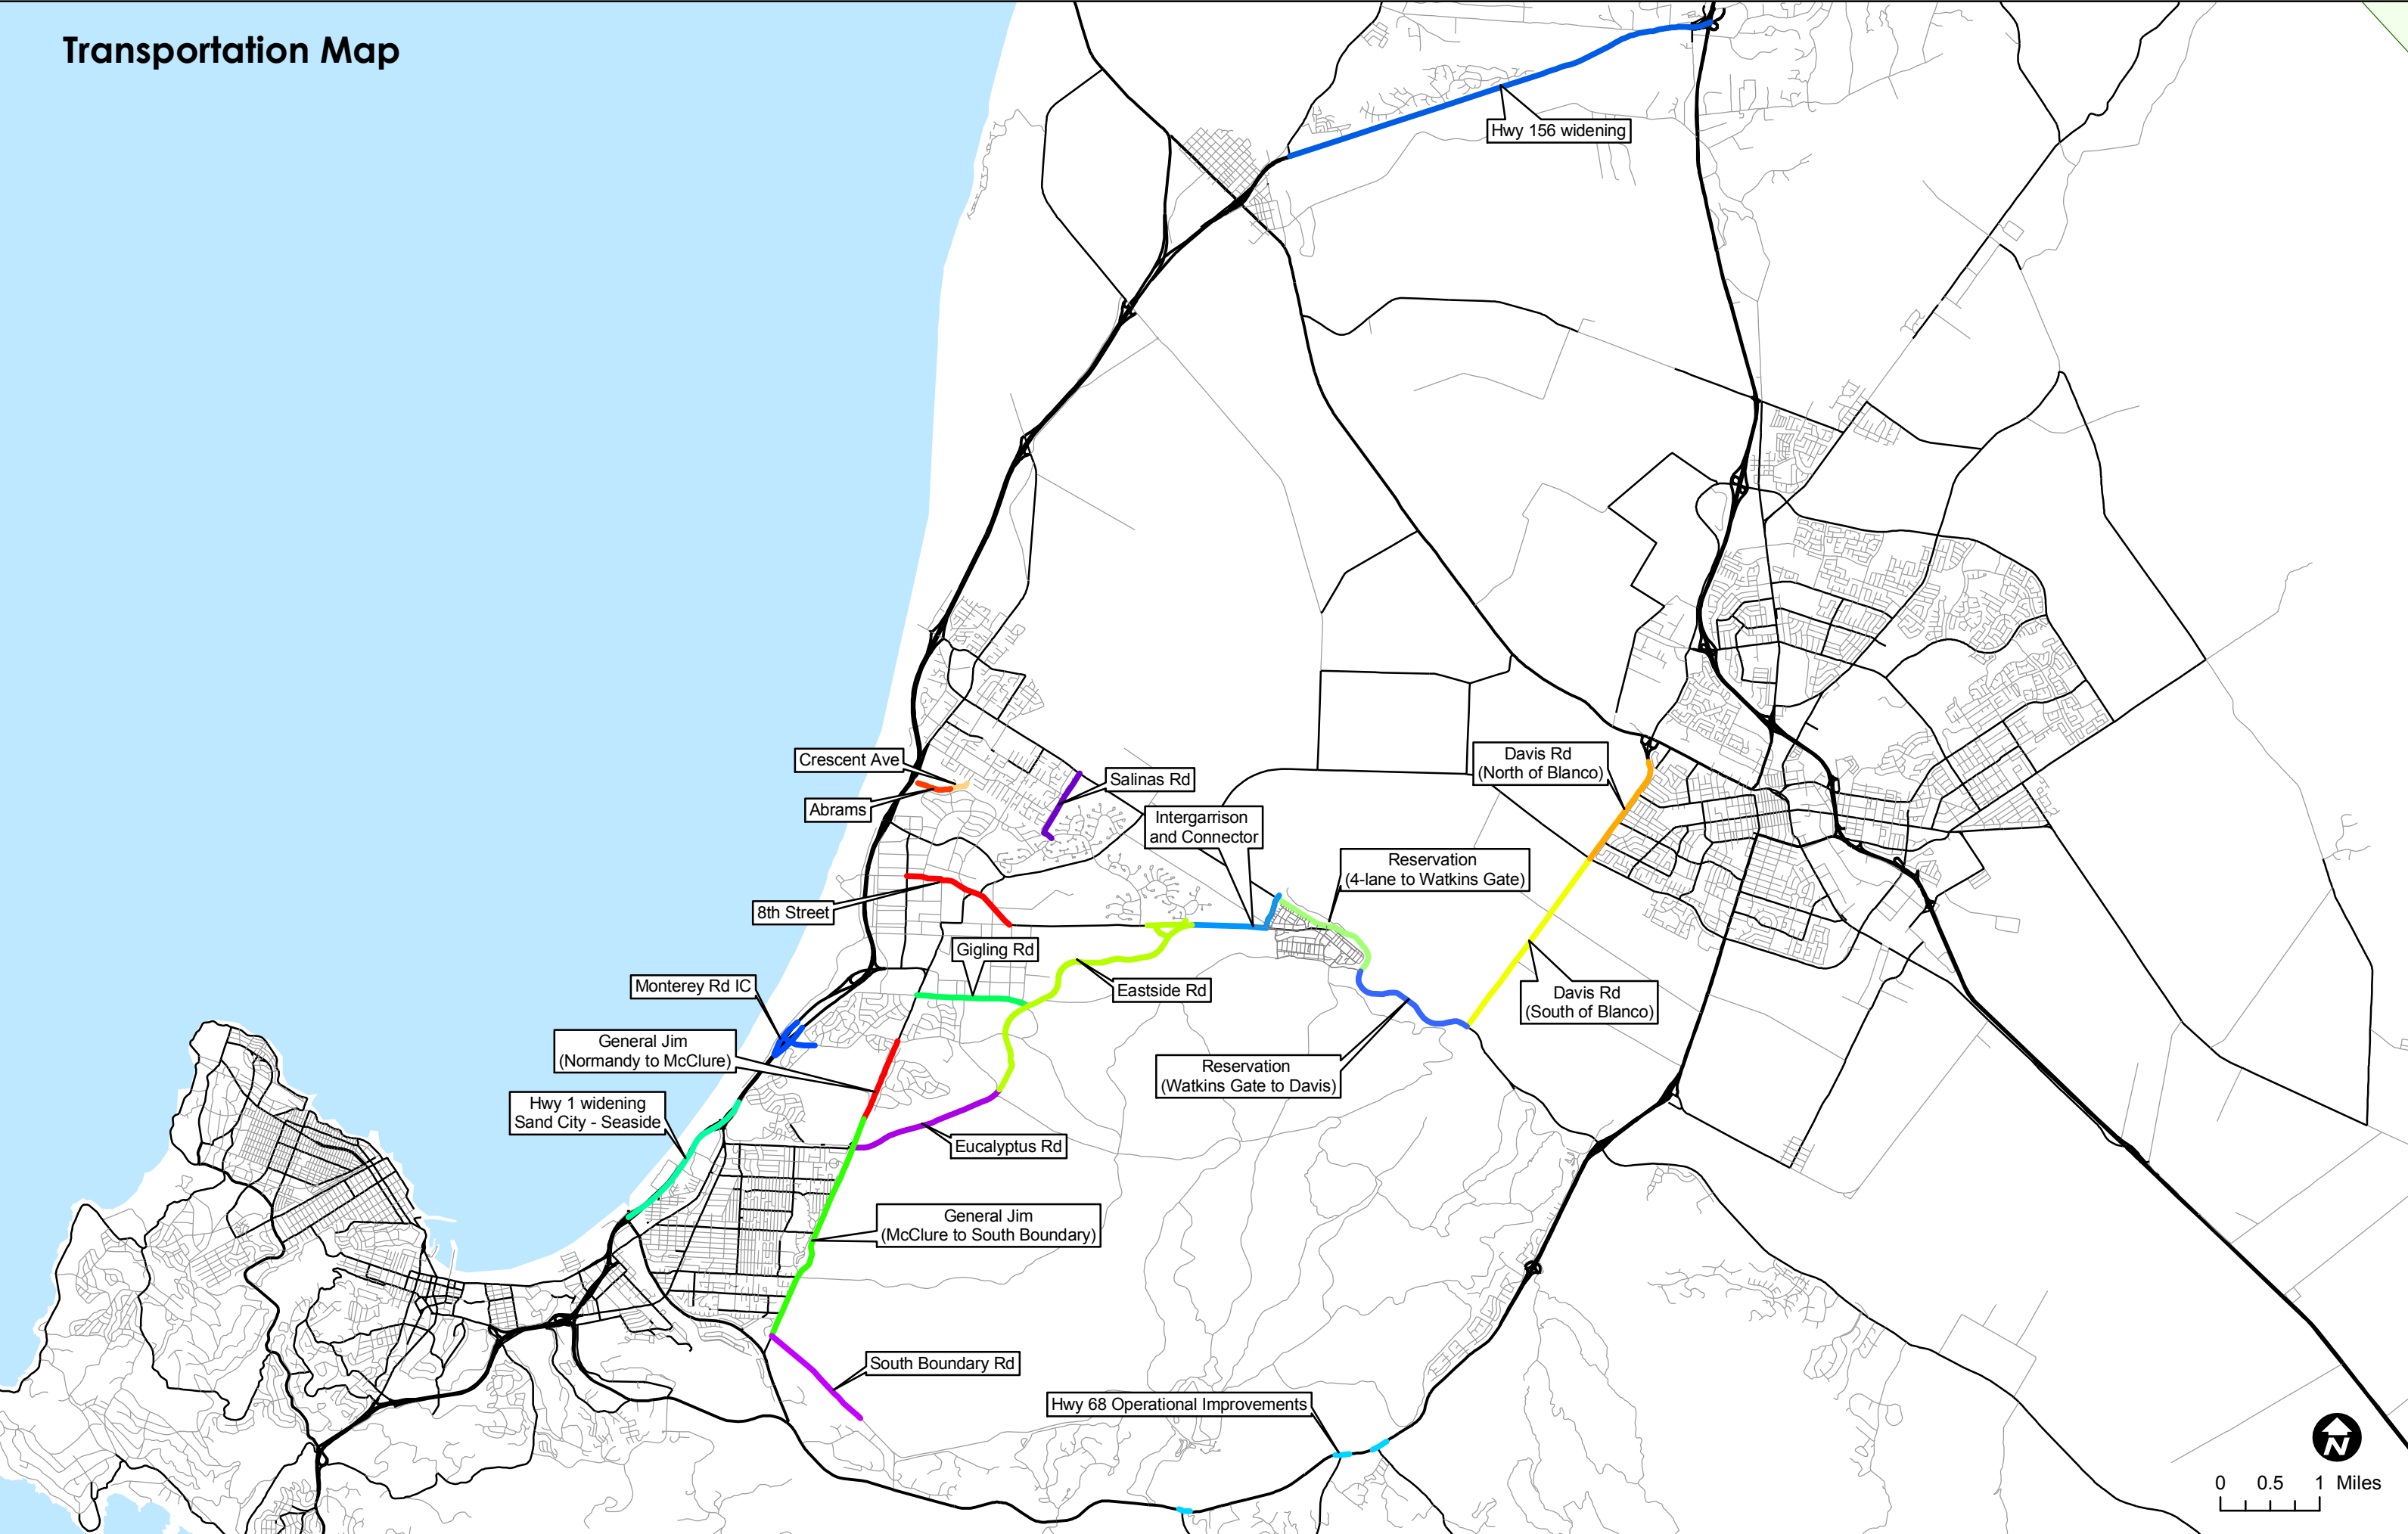 Transportation Map
Hwy 156 widening
Crescent Ave
Abrams
Salinas Rd
Davis Rd
(North of Blanco)
Intergarrison
and Connector
Reservation
(4-lane to Watkins Gate)
8th Street
Gigling Rd
Monterey Rd IC
Eastside Rd
Davis Rd
(South of Blanco)
General Jim
(Normandy to McClure)
Reservation
(Watkins Gate to Davis)
Hwy 1 widening
Sand City - Seaside
Eucalyptus Rd
General Jim
(McClure to South Boundary)
South Boundary Rd
Hwy 68 Operational Improvements
N
0 0.5 1 Miles